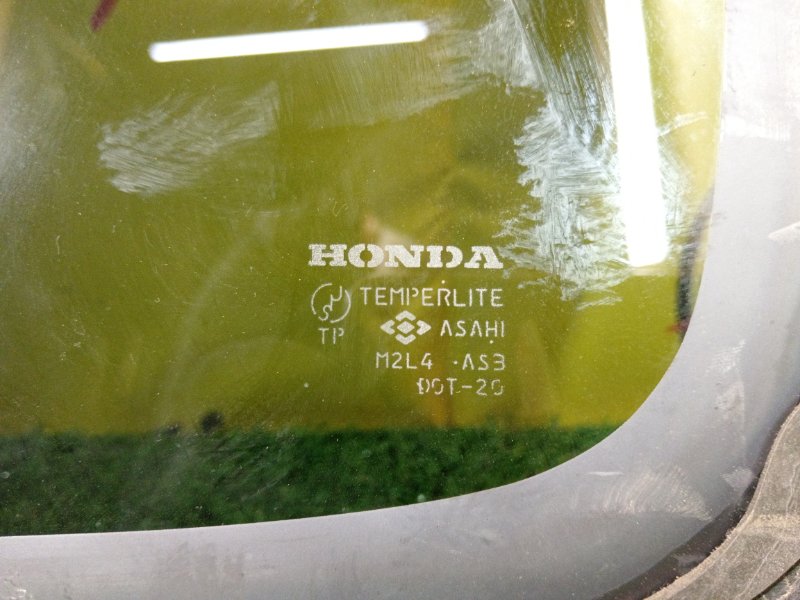 HONDA
TEMPERLITE
TP ASAHI
M2L4 ·AS3
DOT-20